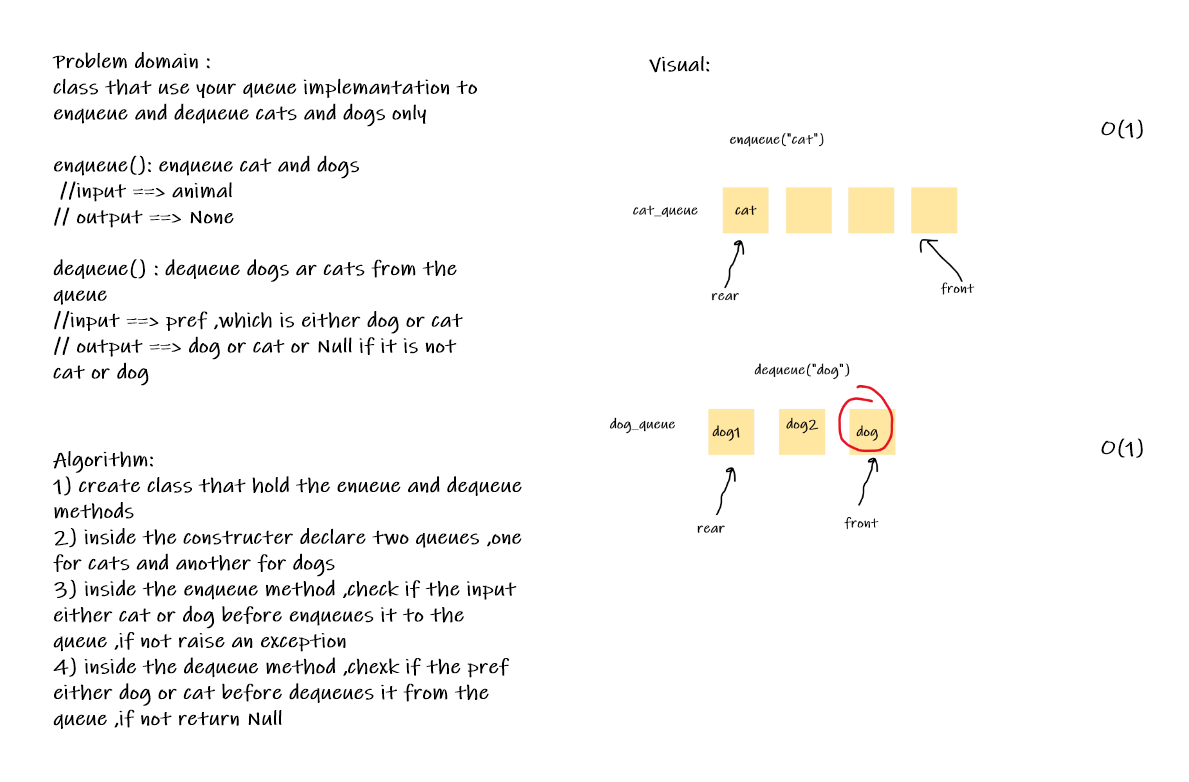 Problem domain :
class that use your queue implemantation to
enqueue and dequeue cats and dogs only
enqueue(): enqueue cat and dogs
//input ==> animal
// output ==> None
dequeue() : dequeue dogs ar cats from the
queue
//input ==> pref ,which is either dog or cat
// output ==> dog or cat or Null if it is not
cat or dog
Algorithm:
1) create class that hold the enueue and dequeue
methods
2) inside the constructer declare two queues ,one
for cats and another for dogs
3) inside the enqueue method ,check if the input
either cat or dog before enqueues it to the
queue ,if not raise an exception
4) inside the dequeue method ,chexk if the pref
either dog or cat before dequeues it from the
queue ,if not return Null
Visual:
O(1)
enqueue("cat")
cat_queue
cat
rear
front
dequeue("dog")
dog_queue
dog1
dog2
dog
O(1)
rear
front